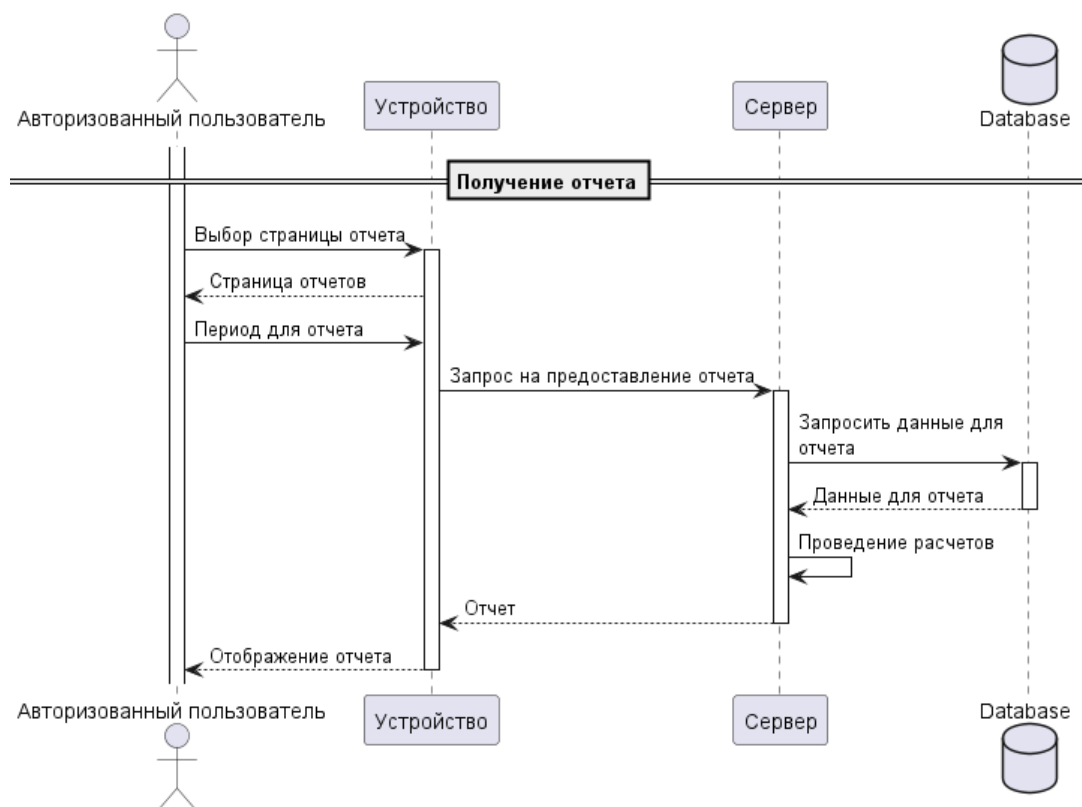 Авторизованный пользователь
Устройство
Сервер
Database
Получение отчета
Выбор страницы отчета
Страница отчетов
Период для отчета
Запрос на предоставление отчета
Запросить данные для
отчета
Данные для отчета
Проведение расчетов
Отчет
Отображение отчета
Авторизованный пользователь
Устройство
Сервер
Database